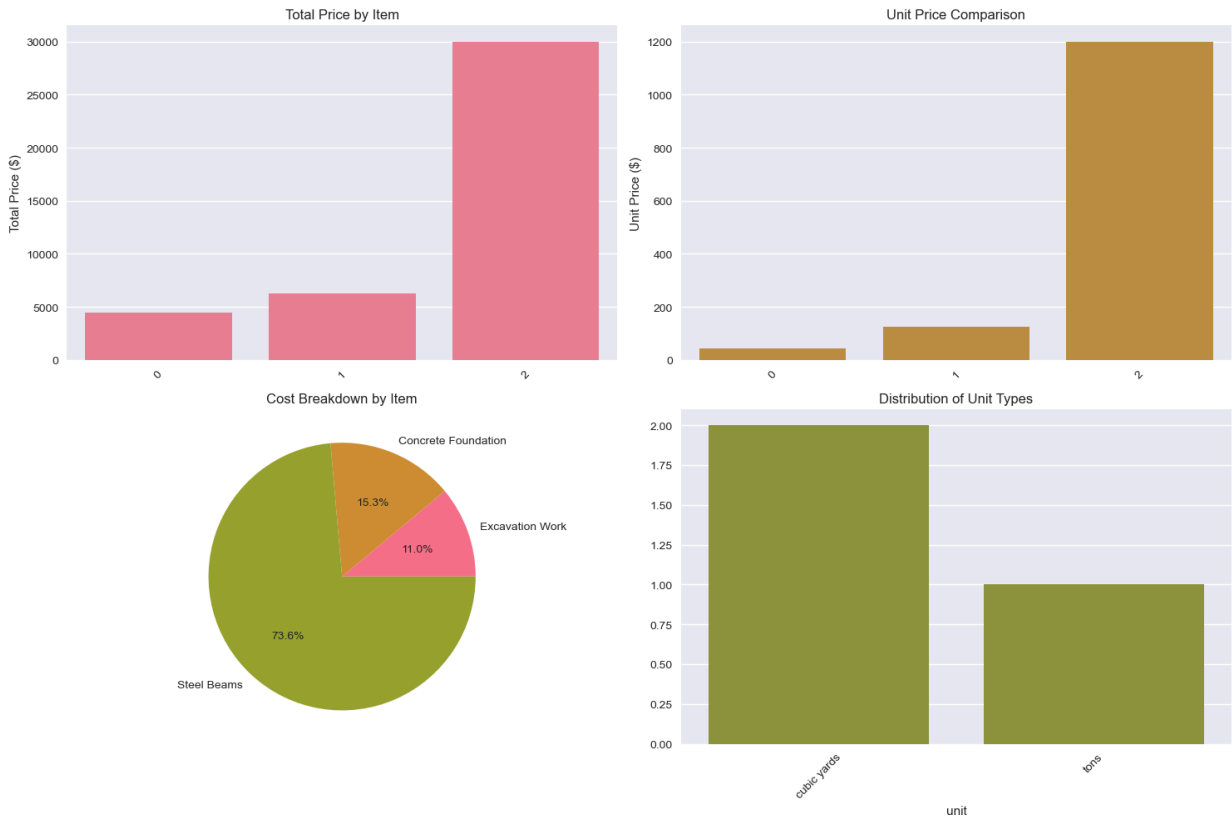 Total Price by Item
Total Price ($)
30000
25000
20000
15000
10000
5000
0
0
1
2
Unit Price Comparison
Unit Price ($)
1200
1000
800
600
400
200
0
0
1
2
Cost Breakdown by Item
Concrete Foundation
15.3%
Excavation Work
11.0%
73.6%
Steel Beams
Distribution of Unit Types
2.00
1.75
1.50
1.25
1.00
0.75
0.50
0.25
0.00
cubic yards
tons
unit